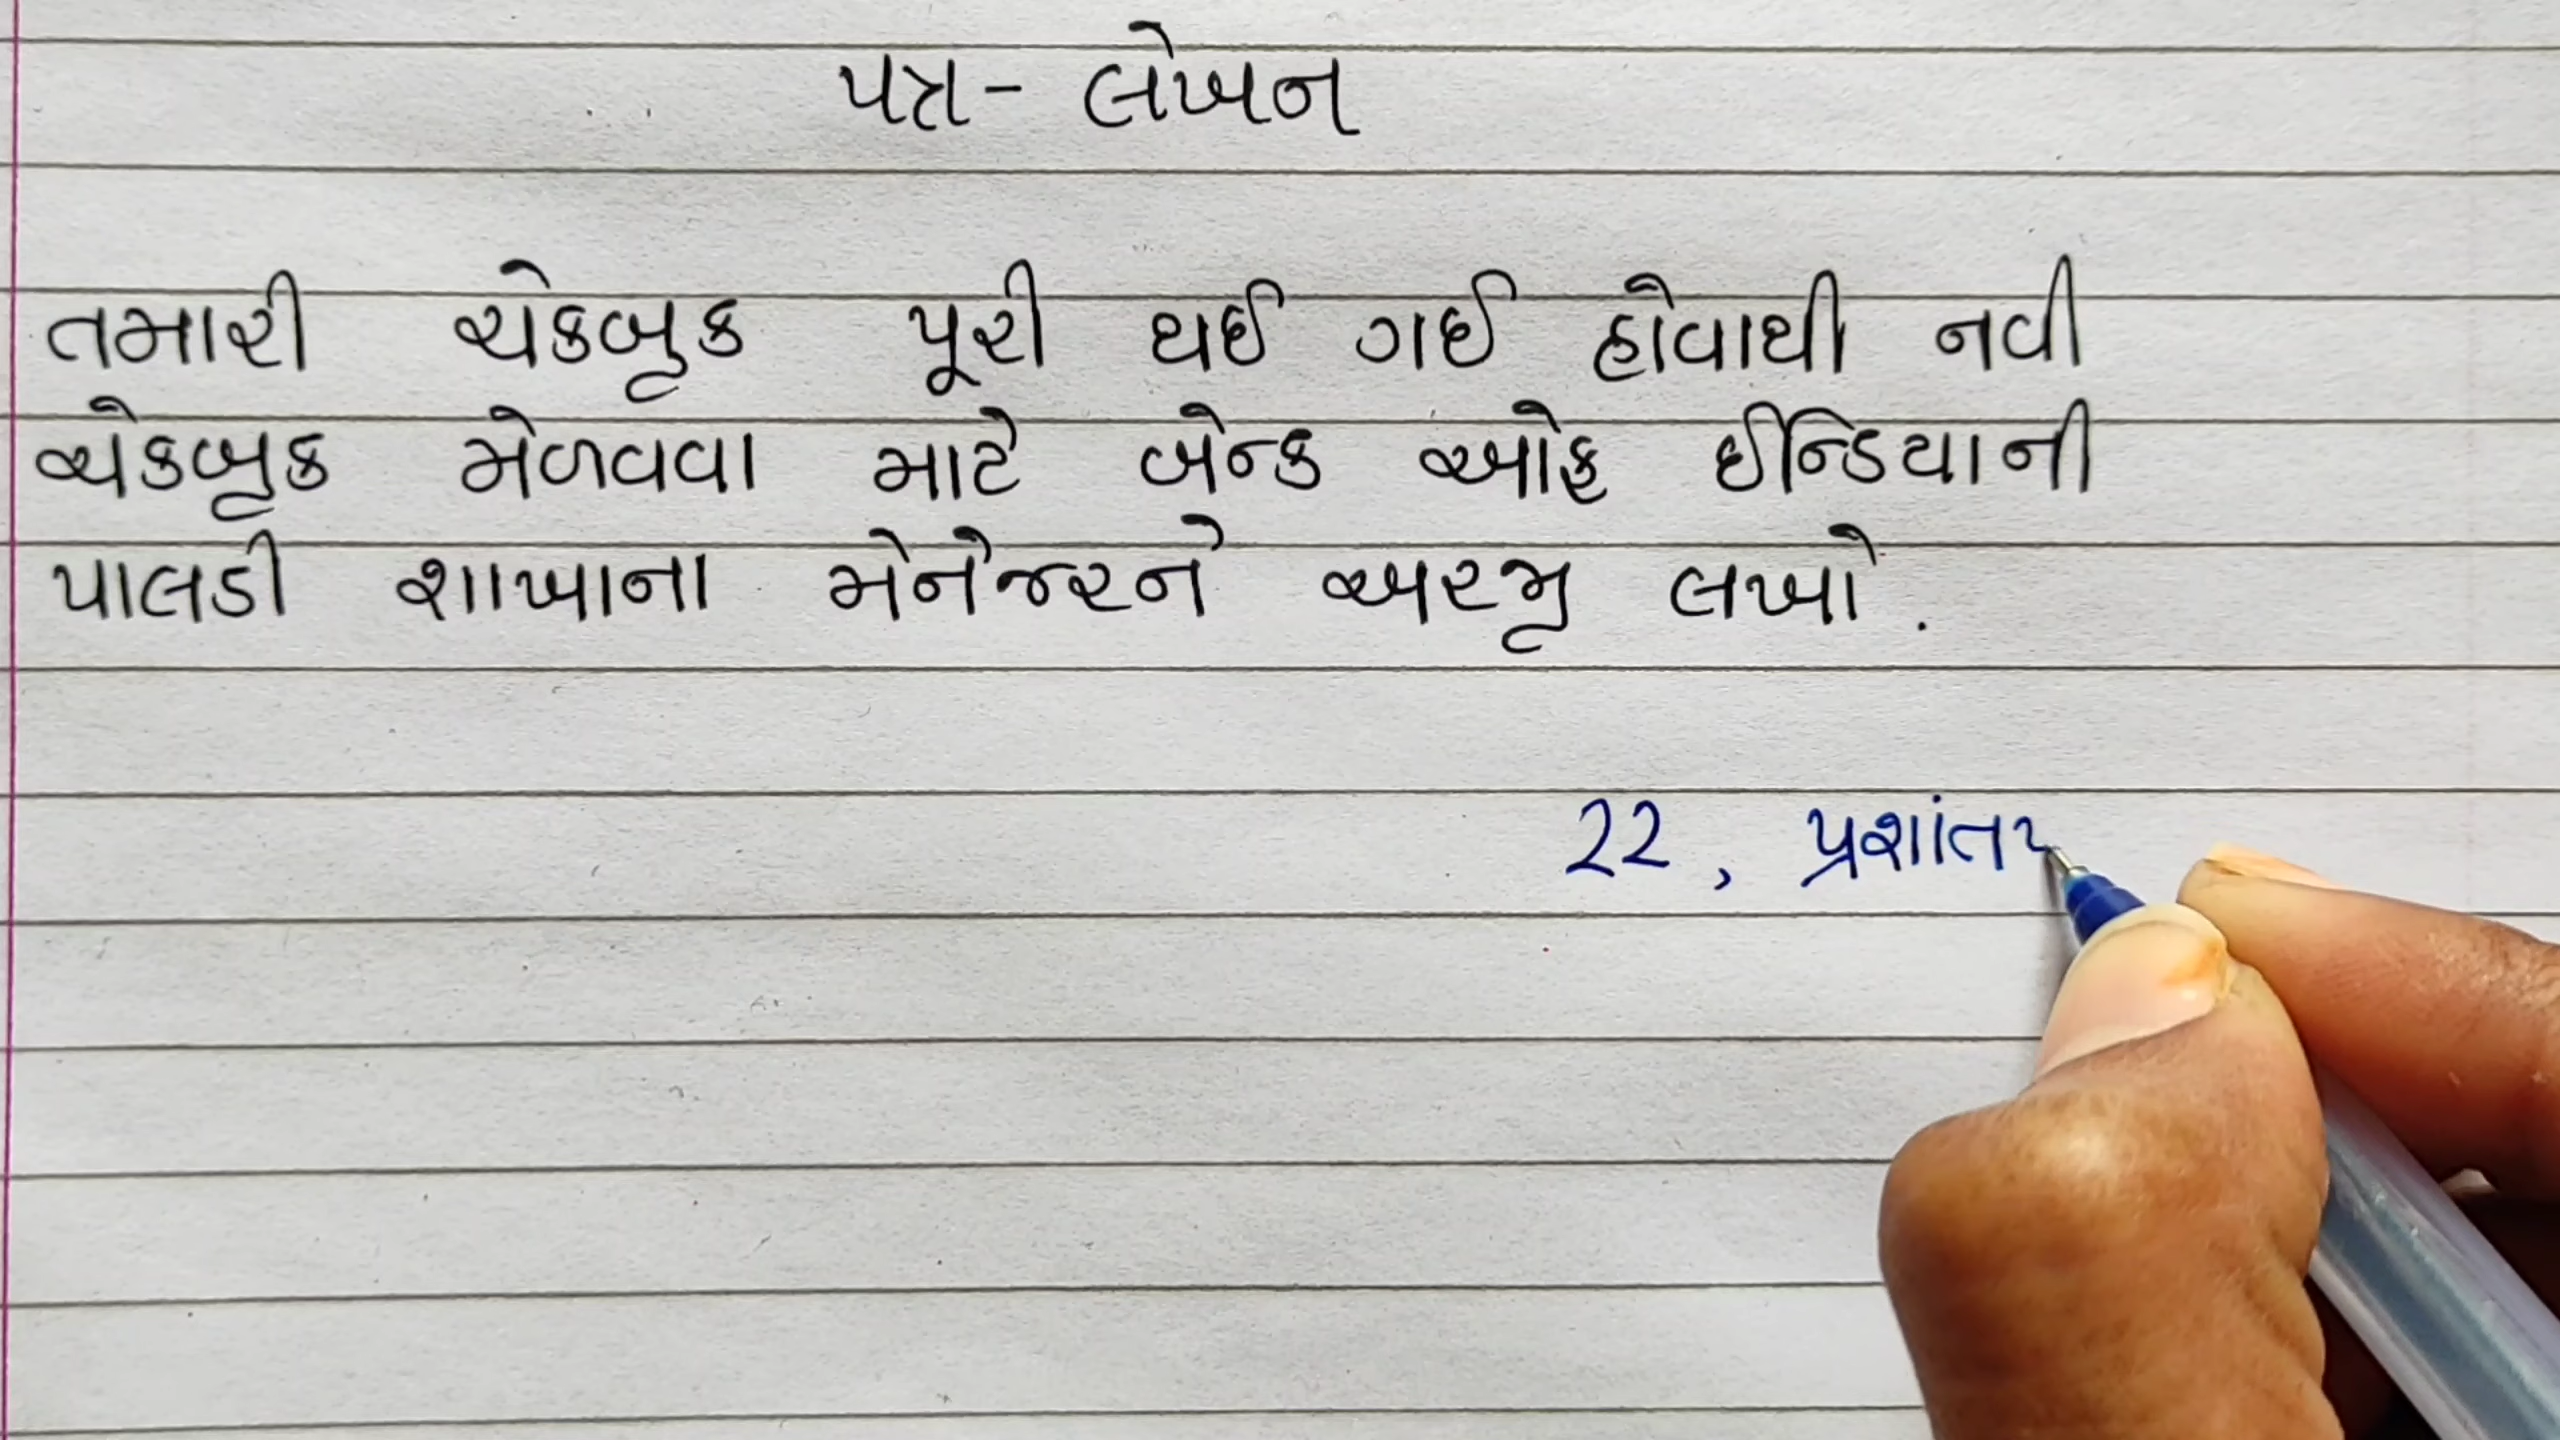 પત્ર - લેખન
તમારી ચેકબુક પૂરી થઈ ગઈ હોવાથી નવી
ચેકબુક મેળવવા માટે બેન્ક ઓફ ઈન્ડિયાની
પાલડી શાખાના મેનેજરને અરજી લખો.
22, પ્રશાંત